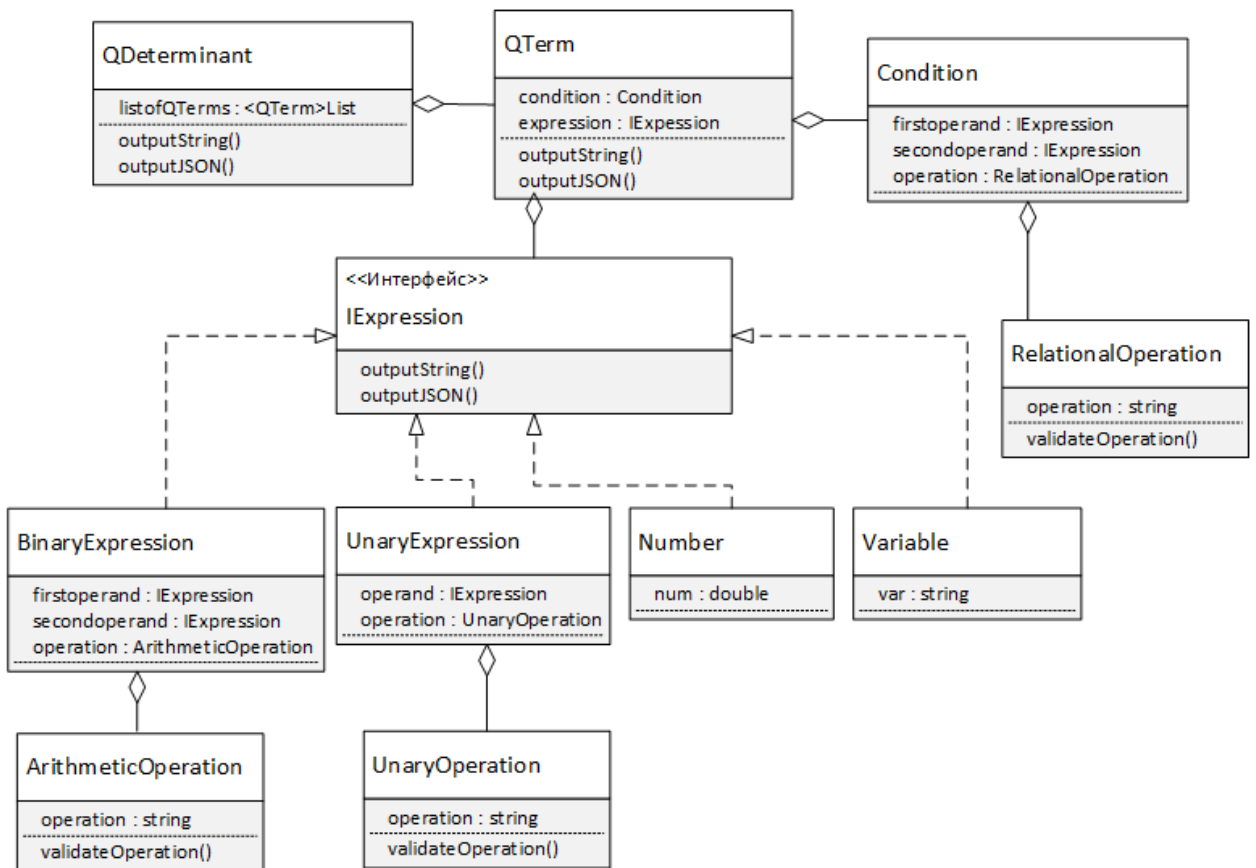 QDeterminant
listofQTerms : <QTerm>List
outputString()
outputJSON()
QTerm
condition : Condition
expression : IExpession
outputString()
outputJSON()
Condition
firstoperand : IExpression
secondoperand : IExpression
operation : RelationalOperation
<<Интерфейс>>
IExpression
outputString()
outputJSON()
RelationalOperation
operation : string
validateOperation()
BinaryExpression
firstoperand : IExpression
secondoperand : IExpression
operation : ArithmeticOperation
UnaryExpression
operand : IExpression
operation : UnaryOperation
Number
num : double
Variable
var : string
ArithmeticOperation
operation : string
validateOperation()
UnaryOperation
operation : string
validateOperation()